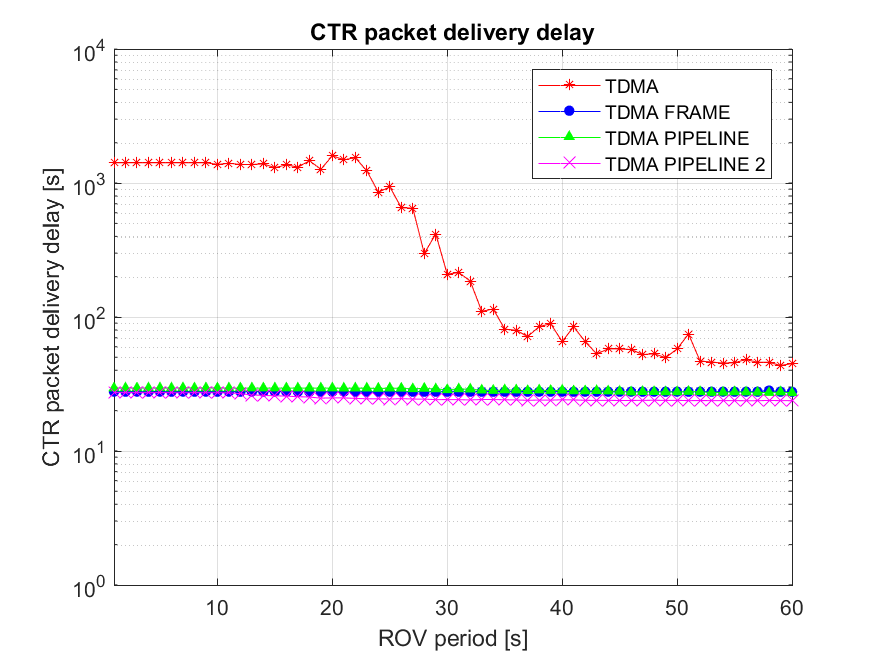 CTR packet delivery delay
10^4
10^3
10^2
10^1
10^0
CTR packet delivery delay [s]
TDMA
TDMA FRAME
TDMA PIPELINE
TDMA PIPELINE 2
10 20 30 40 50 60
ROV period [s]